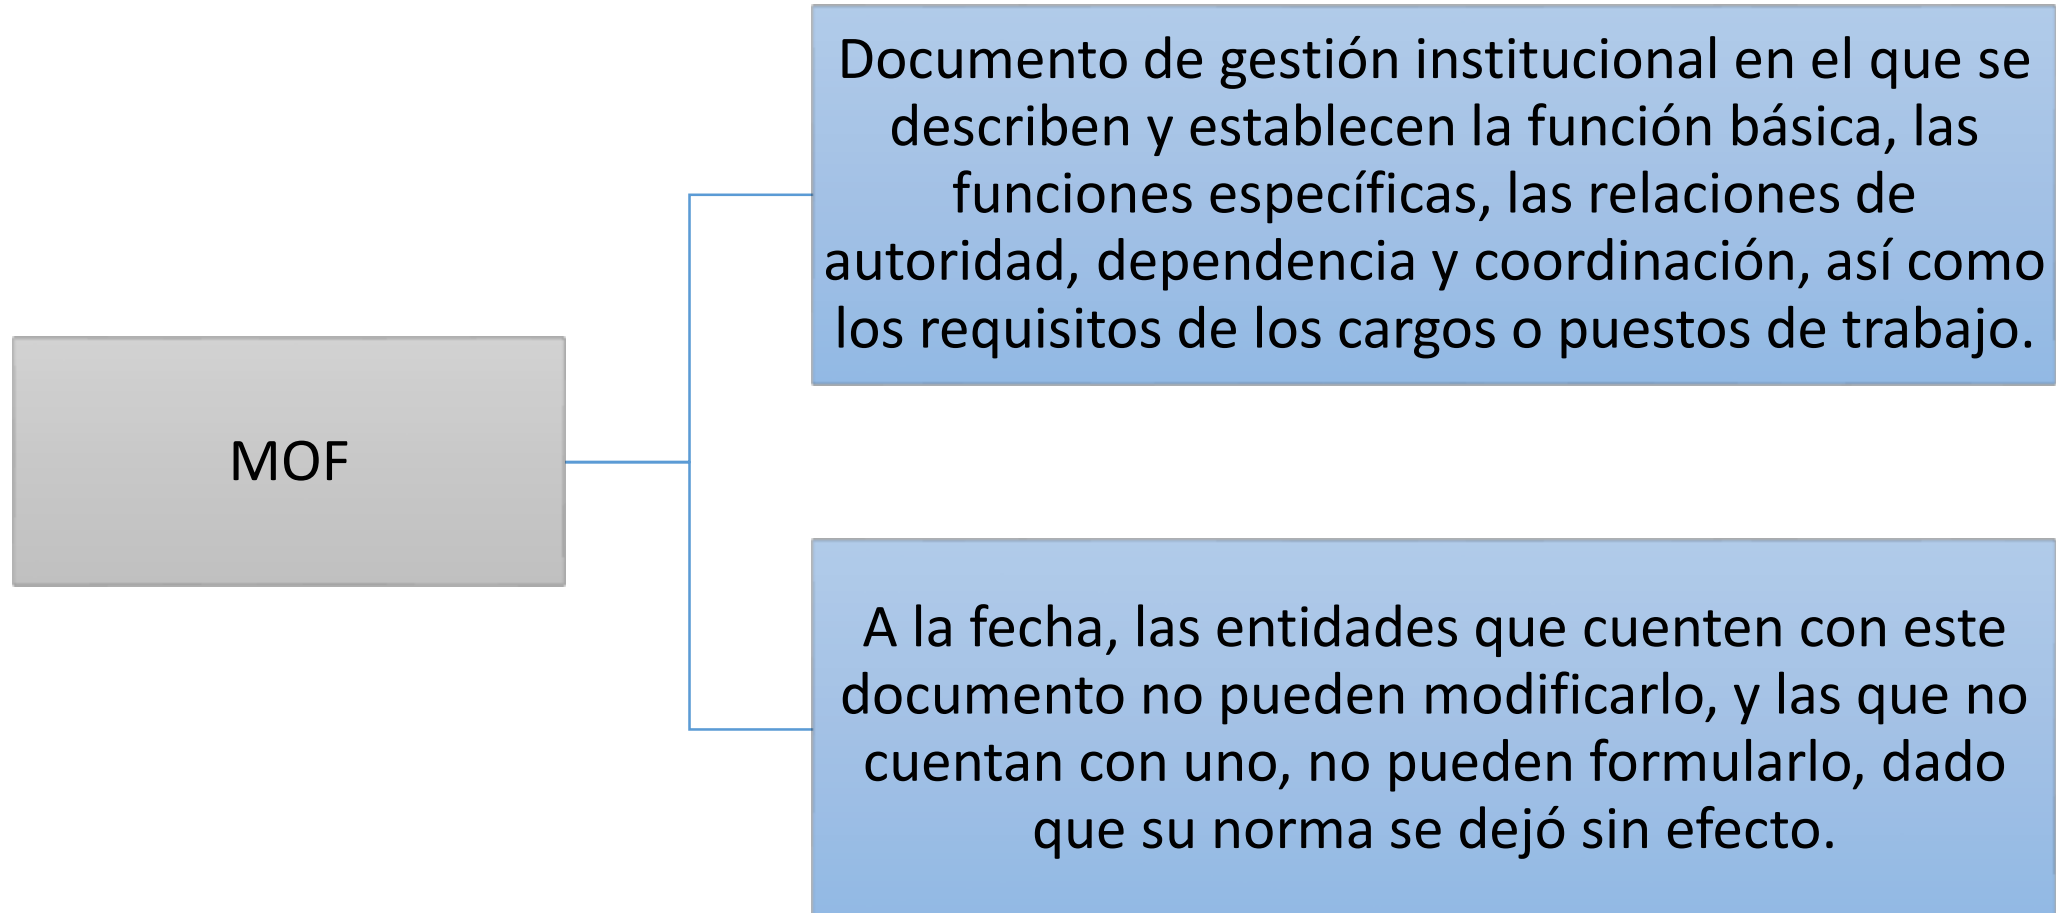 MOF
Documento de gestión institucional en el que se
describen y establecen la función básica, las
funciones específicas, las relaciones de
autoridad, dependencia y coordinación, así como
los requisitos de los cargos o puestos de trabajo.
A la fecha, las entidades que cuenten con este
documento no pueden modificarlo, y las que no
cuentan con uno, no pueden formularlo, dado
que su norma se dejó sin efecto.